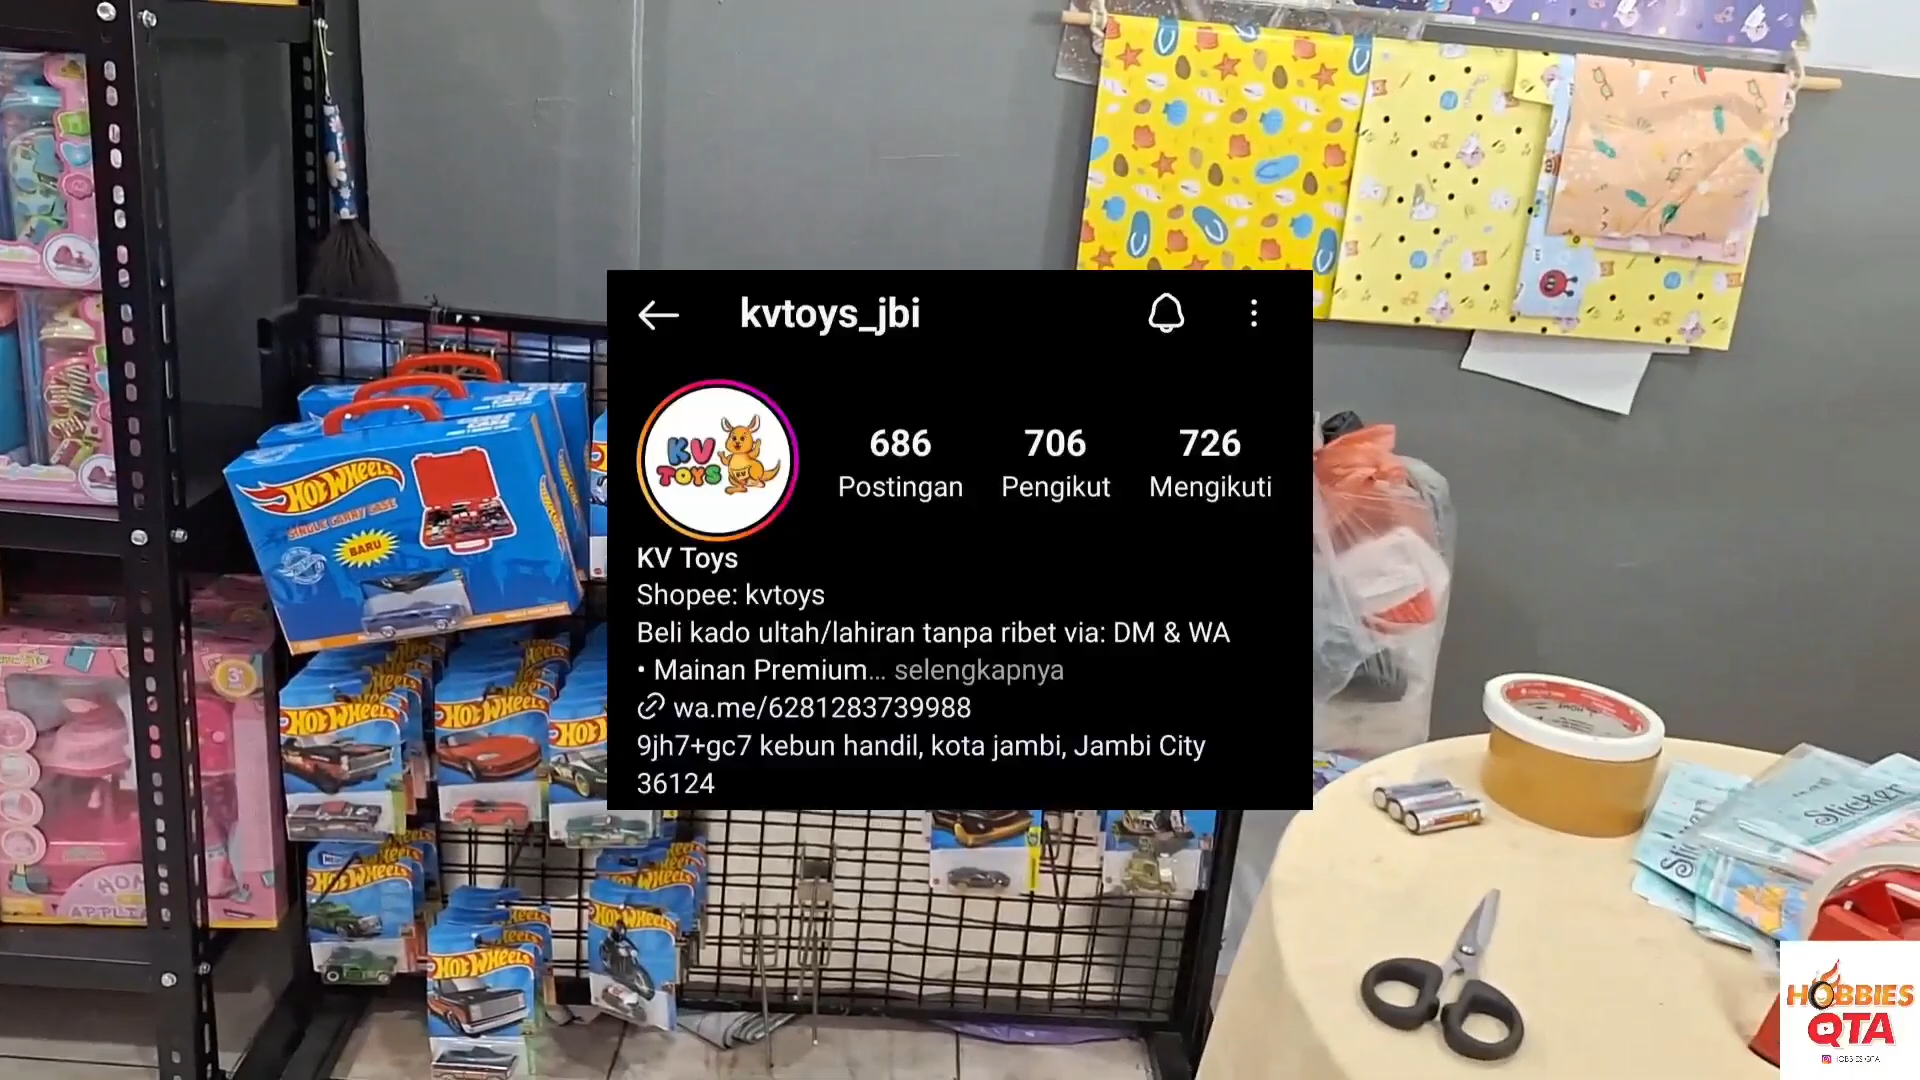 kvtoys_jbi
KV
TOYS
686
Postingan
706
Pengikut
726
Mengikuti
KV Toys
Shopee: kvtoys
Beli kado ultah/lahiran tanpa ribet via: DM & WA
• Mainan Premium... selengkapnya
wa.me/6281283739988
9jh7+gc7 kebun handil, kota jambi, Jambi City
36124
HOT WHEELS
SINGLE CARRY CASE
BARU
HOT WHEELS
HOT WHEELS
HOT WHEELS
HOT WHEELS
HOT WHEELS
3+
Sticker
HOBBIES
QTA